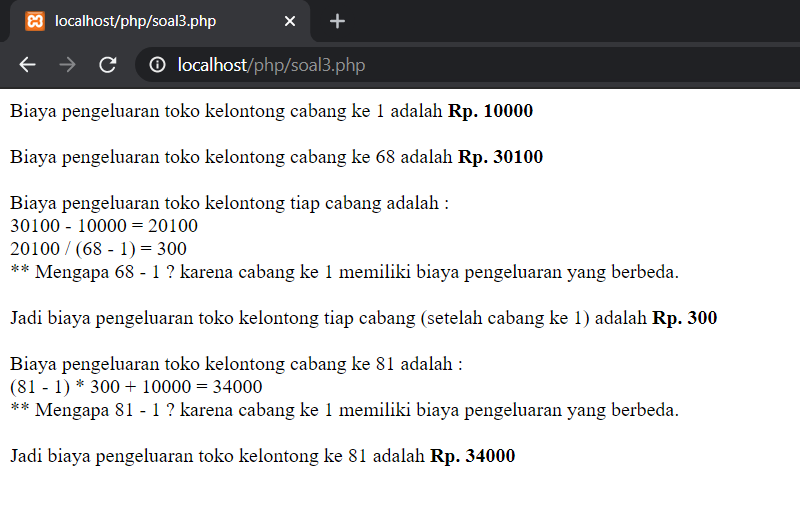 localhost/php/soal3.php
localhost/php/soal3.php
Biaya pengeluaran toko kelontong cabang ke 1 adalah Rp. 10000
Biaya pengeluaran toko kelontong cabang ke 68 adalah Rp. 30100
Biaya pengeluaran toko kelontong tiap cabang adalah :
30100 - 10000 = 20100
20100 / (68 - 1) = 300
** Mengapa 68 - 1 ? karena cabang ke 1 memiliki biaya pengeluaran yang berbeda.
Jadi biaya pengeluaran toko kelontong tiap cabang (setelah cabang ke 1) adalah Rp. 300
Biaya pengeluaran toko kelontong cabang ke 81 adalah :
(81 - 1) * 300 + 10000 = 34000
** Mengapa 81 - 1 ? karena cabang ke 1 memiliki biaya pengeluaran yang berbeda.
Jadi biaya pengeluaran toko kelontong ke 81 adalah Rp. 34000